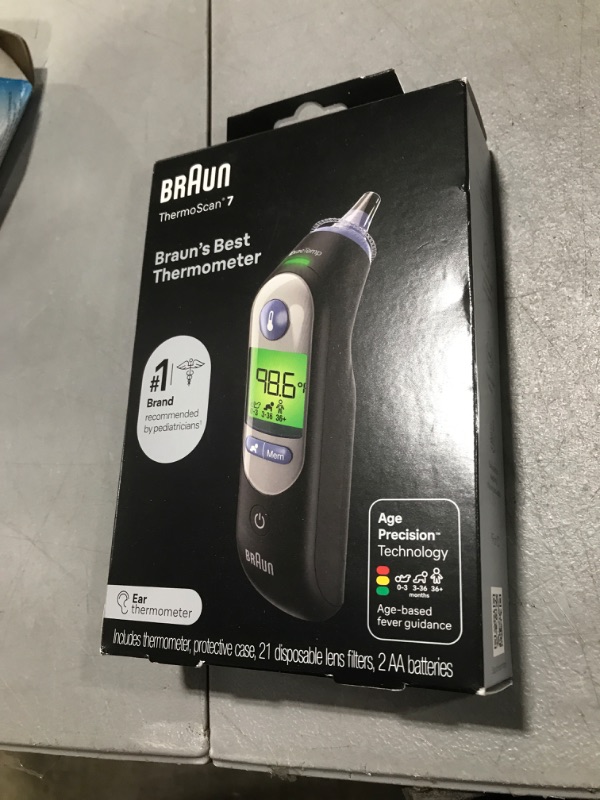 BRAUN
ThermoScan® 7
Braun's Best
Thermometer
#1
Brand
recommended
by pediatricians¹
98.6°F
0-3 3-36 36+
Mem
BRAUN
Age
Precision™
Technology
0-3 3-36 36+
months
Age-based
fever guidance
Ear
thermometer
Includes thermometer, protective case, 21 disposable lens filters, 2 AA batteries